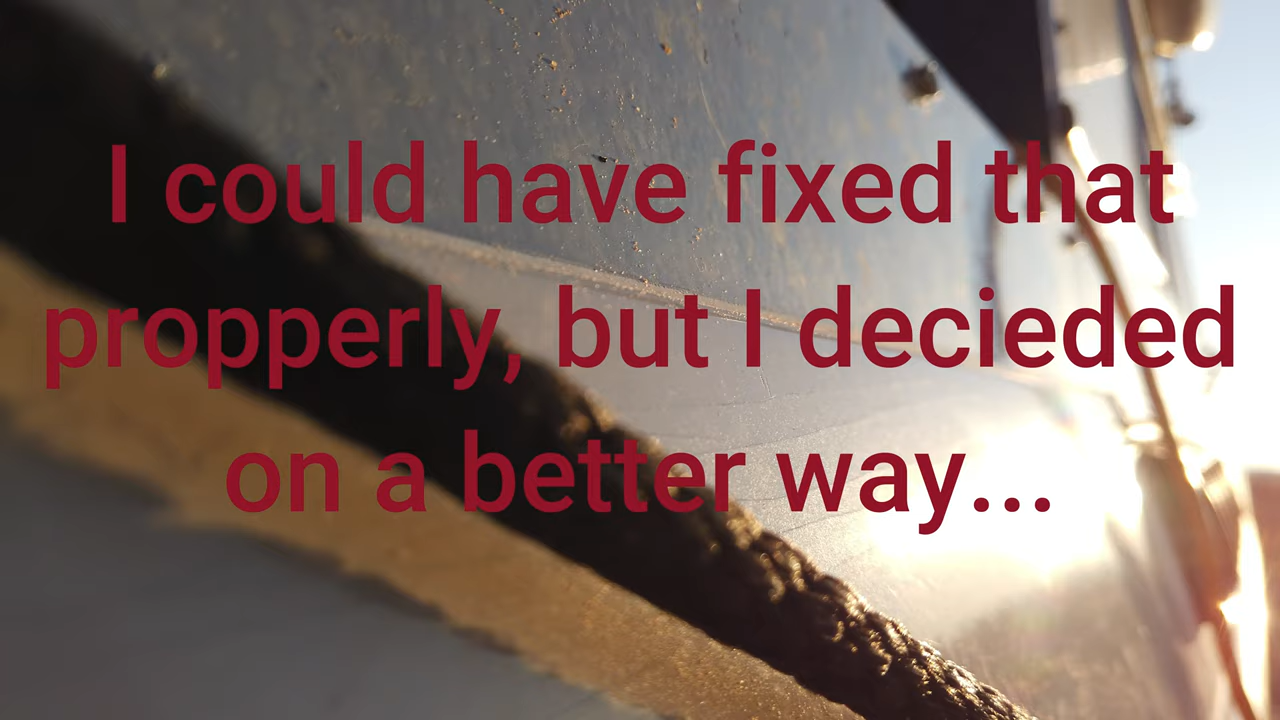 I could have fixed that
propperly, but I decieded
on a better way...